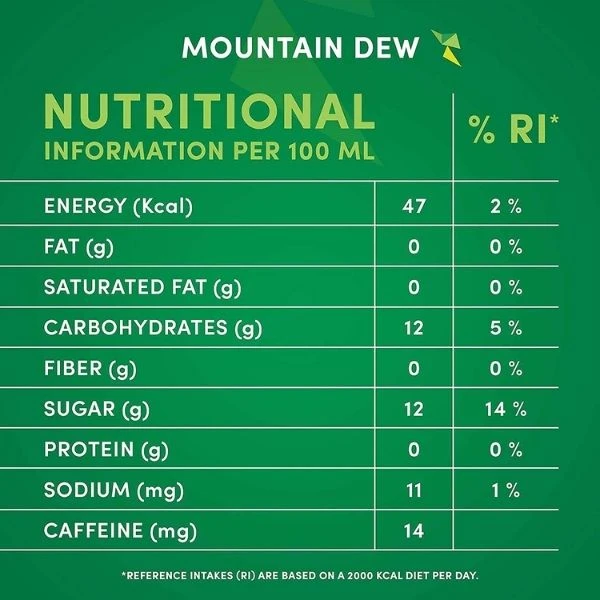 MOUNTAIN DEW
NUTRITIONAL
INFORMATION PER 100 ML
% RI*
ENERGY (Kcal) 47 2 %
FAT (g) 0 0 %
SATURATED FAT (g) 0 0 %
CARBOHYDRATES (g) 12 5 %
FIBER (g) 0 0 %
SUGAR (g) 12 14 %
PROTEIN (g) 0 0 %
SODIUM (mg) 11 1 %
CAFFEINE (mg) 14
*REFERENCE INTAKES (RI) ARE BASED ON A 2000 KCAL DIET PER DAY.